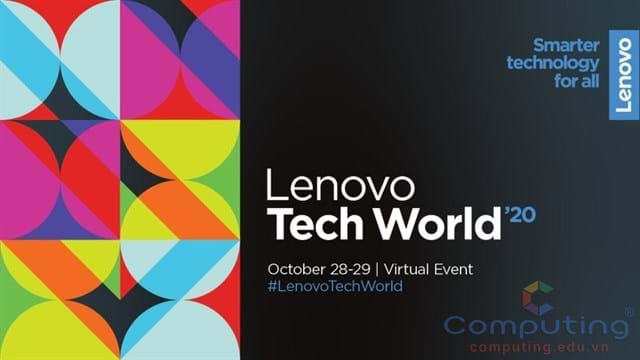 Smarter
technology
for all
Lenovo
Lenovo
Tech World '20
October 28-29 | Virtual Event
#LenovoTechWorld
Computing®
computing.edu.vn